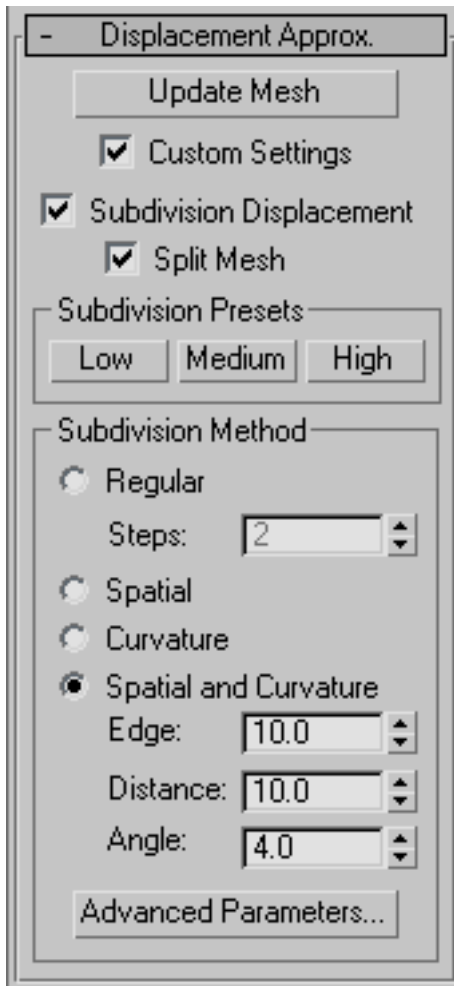 - Displacement Approx.
Update Mesh
Custom Settings
Subdivision Displacement
Split Mesh
Subdivision Presets
Low Medium High
Subdivision Method
Regular
Steps: 2
Spatial
Curvature
Spatial and Curvature
Edge: 10.0
Distance: 10.0
Angle: 4.0
Advanced Parameters...